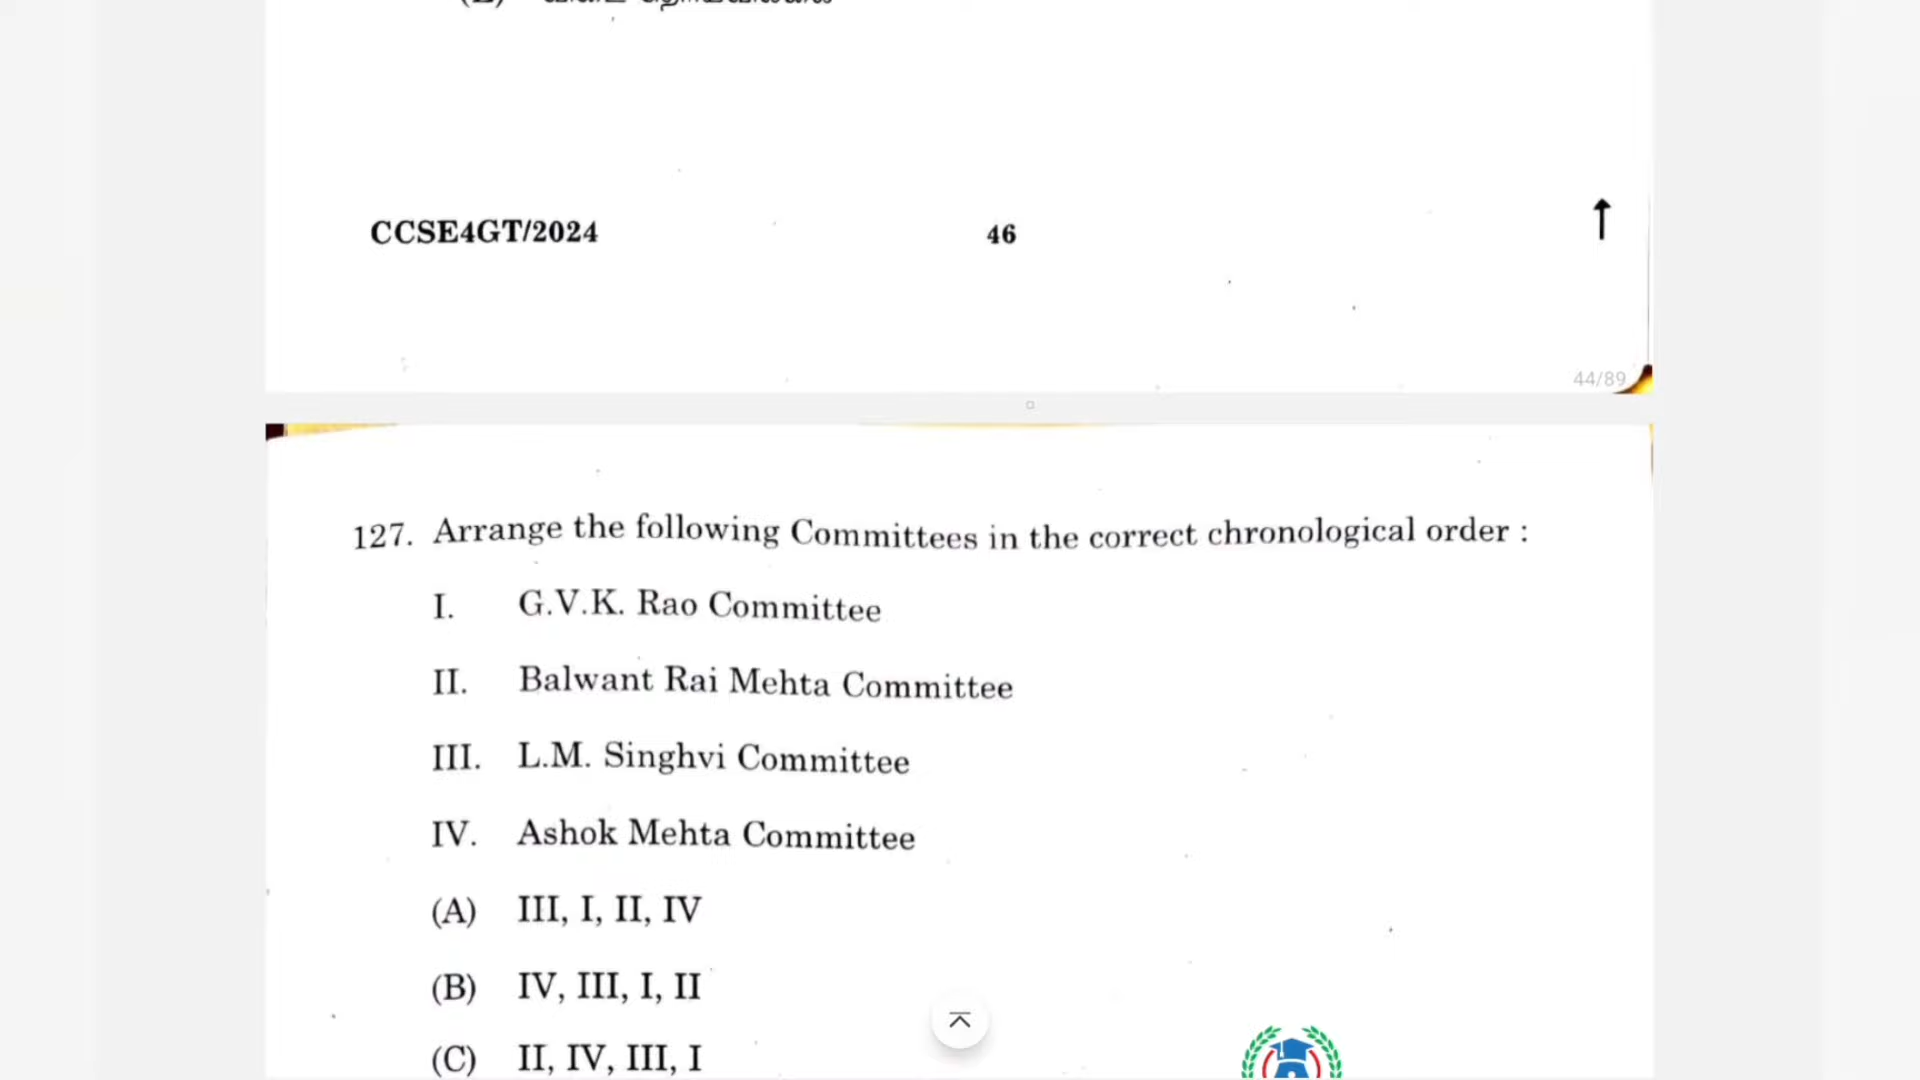 CCSE4GT/2024
46
↑
44/89
127. Arrange the following Committees in the correct chronological order :
I. G.V.K. Rao Committee
II. Balwant Rai Mehta Committee
III. L.M. Singhvi Committee
IV. Ashok Mehta Committee
(A) III, I, II, IV
(B) IV, III, I, II
(C) II, IV, III, I